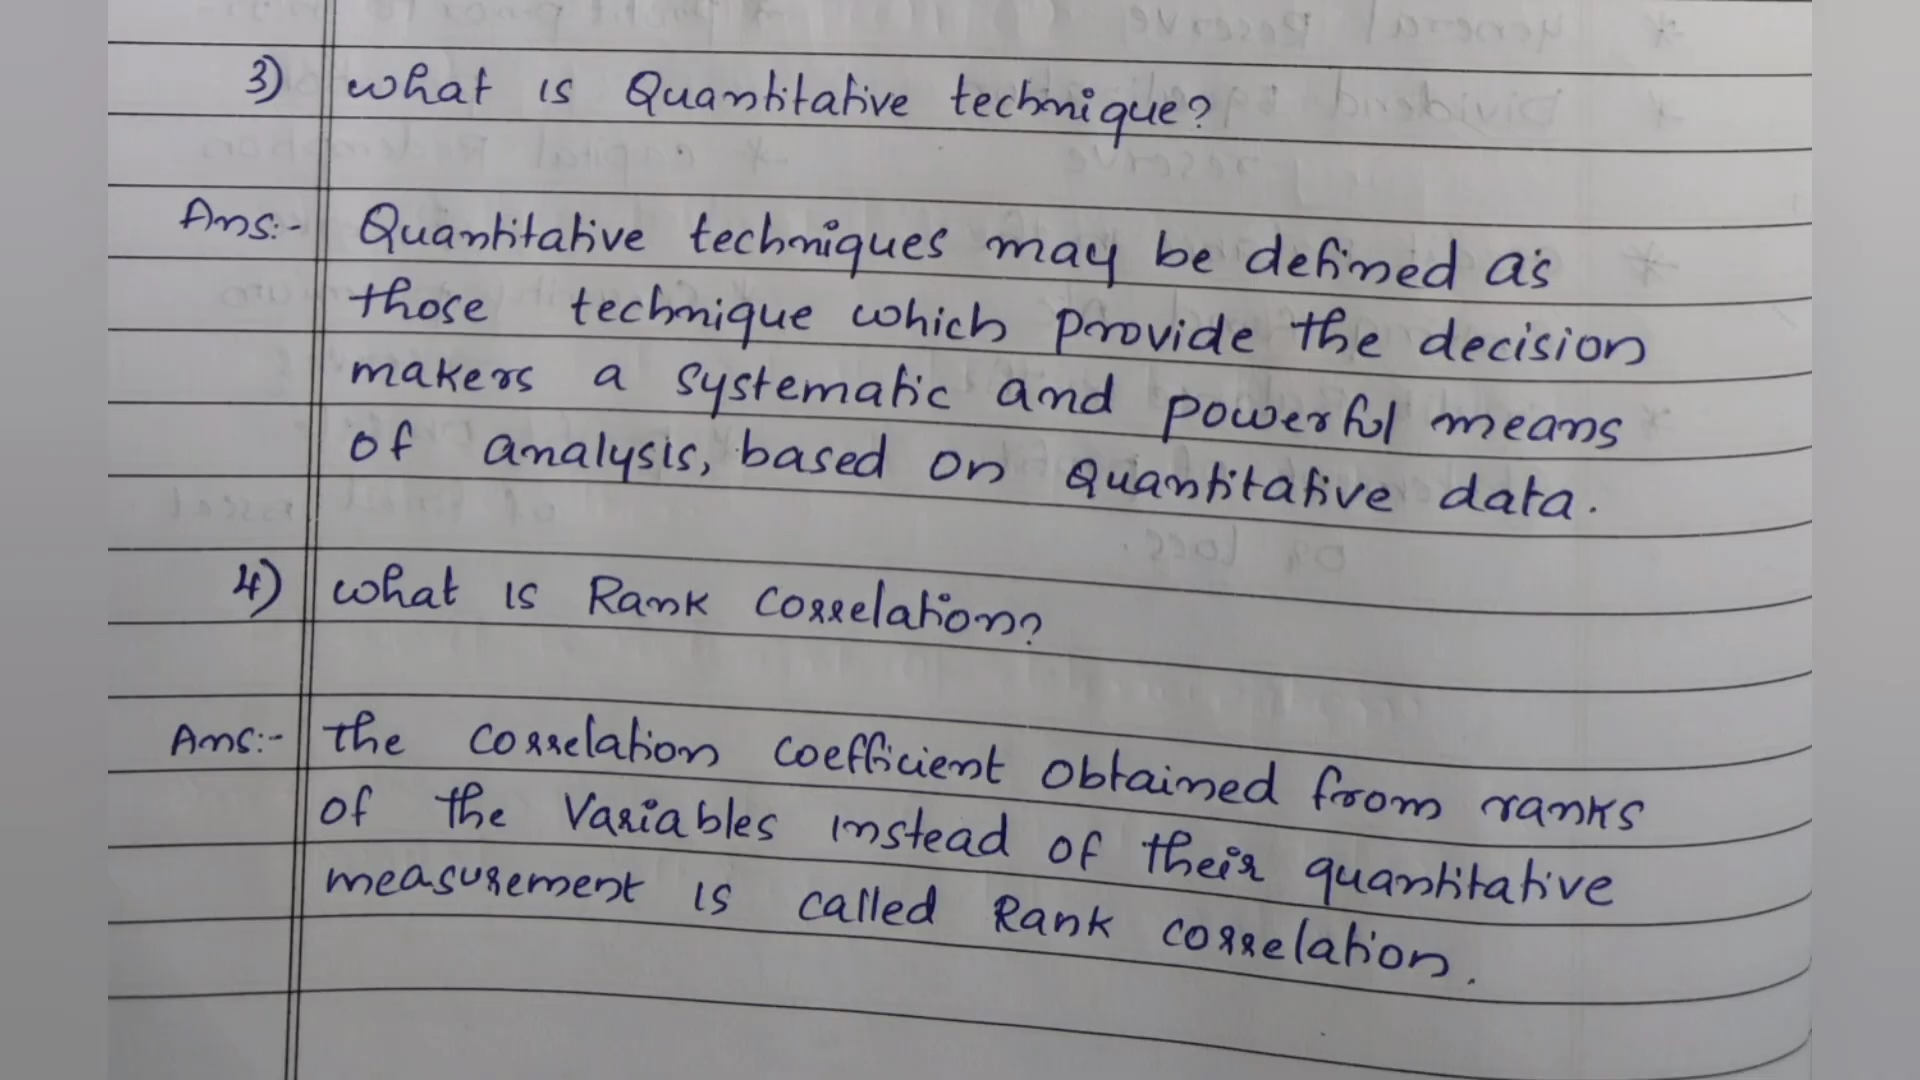 3) what is Quantitative technique?
Ans:- Quantitative techniques may be defined as
those technique which provide the decision
makers a systematic and powerful means
of analysis, based on Quantitative data.
4) what is Rank correlation?
Ans:- the correlation coefficient obtained from ranks
of the variables instead of their quantitative
measurement is called Rank correlation.